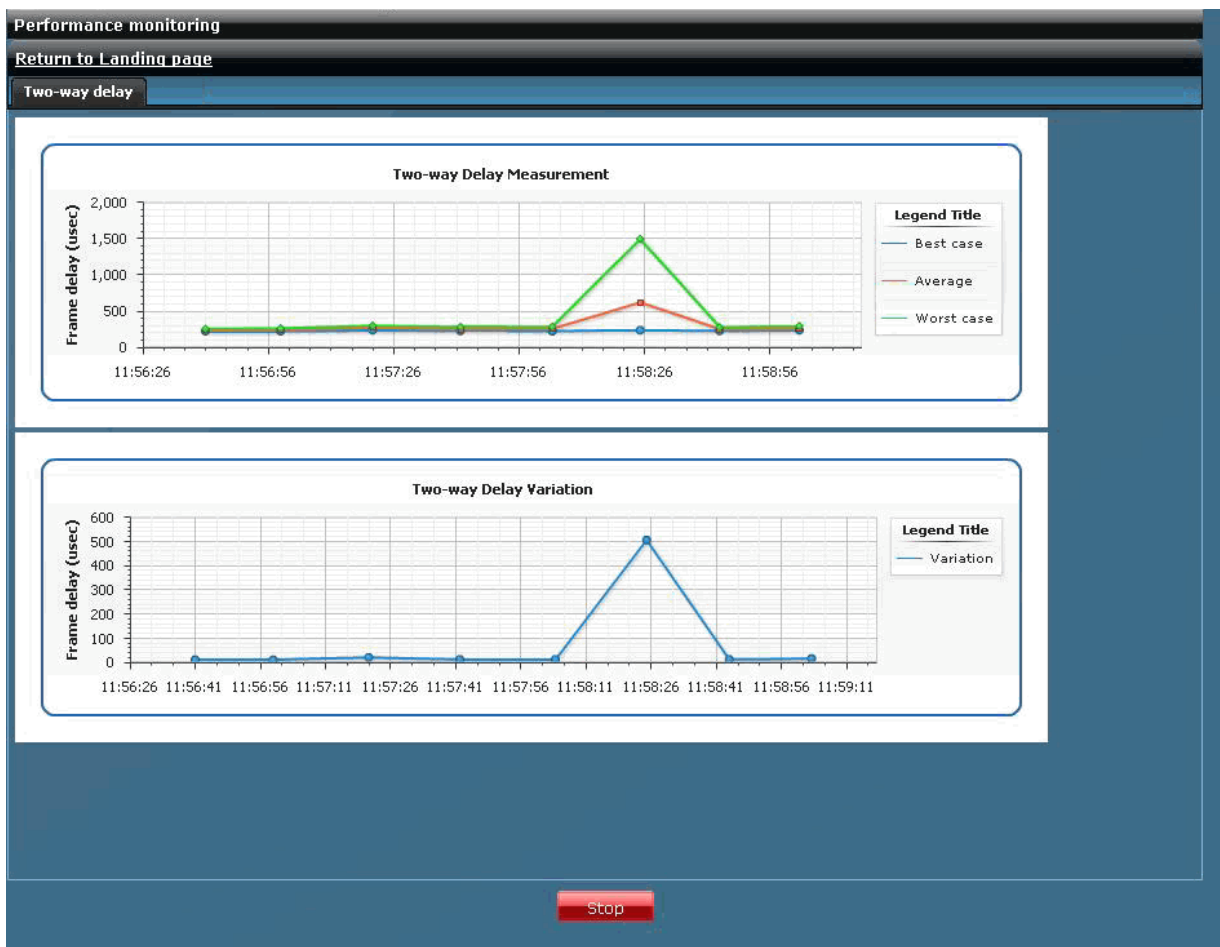 Performance monitoring
Return to Landing page
Two-way delay
Two-way Delay Measurement
Frame delay (usec)
2,000
1,500
1,000
500
0
11:56:26 11:56:56 11:57:26 11:57:56 11:58:26 11:58:56
Legend Title
Best case
Average
Worst case
Two-way Delay Variation
Frame delay (usec)
600
500
400
300
200
100
0
11:56:26 11:56:41 11:56:56 11:57:11 11:57:26 11:57:41 11:57:56 11:58:11 11:58:26 11:58:41 11:58:56 11:59:11
Legend Title
Variation
Stop